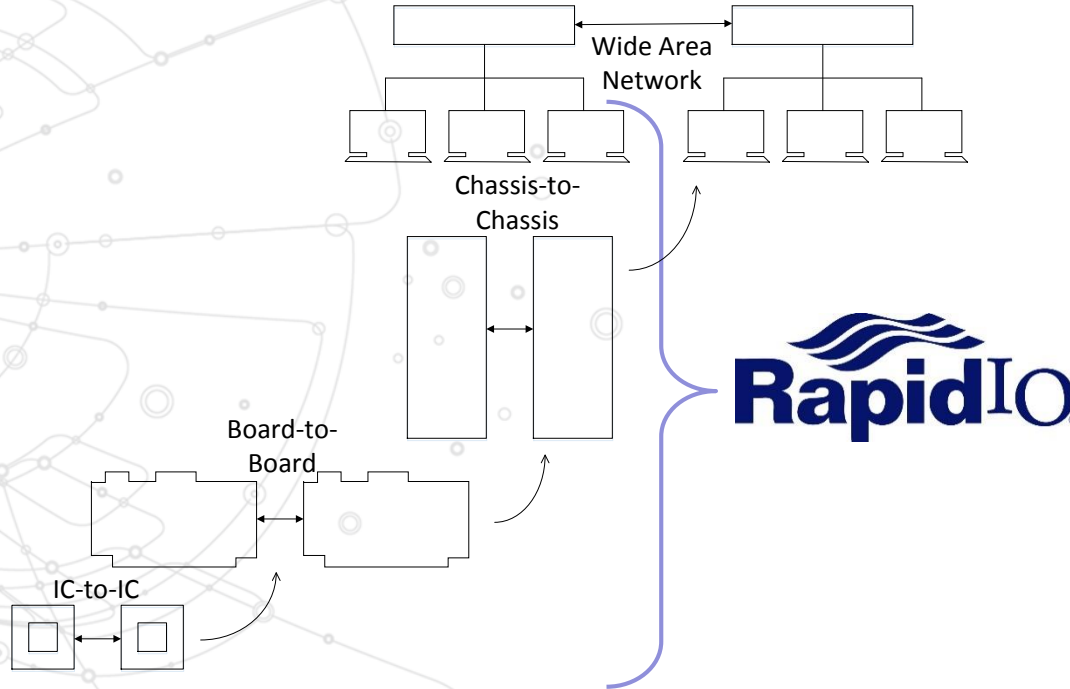 Wide Area
Network
Chassis-to-
Chassis
Board-to-
Board
IC-to-IC
RapidIO